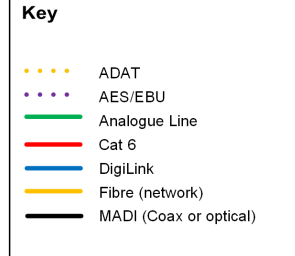 Key
ADAT
AES/EBU
Analogue Line
Cat 6
DigiLink
Fibre (network)
MADI (Coax or optical)